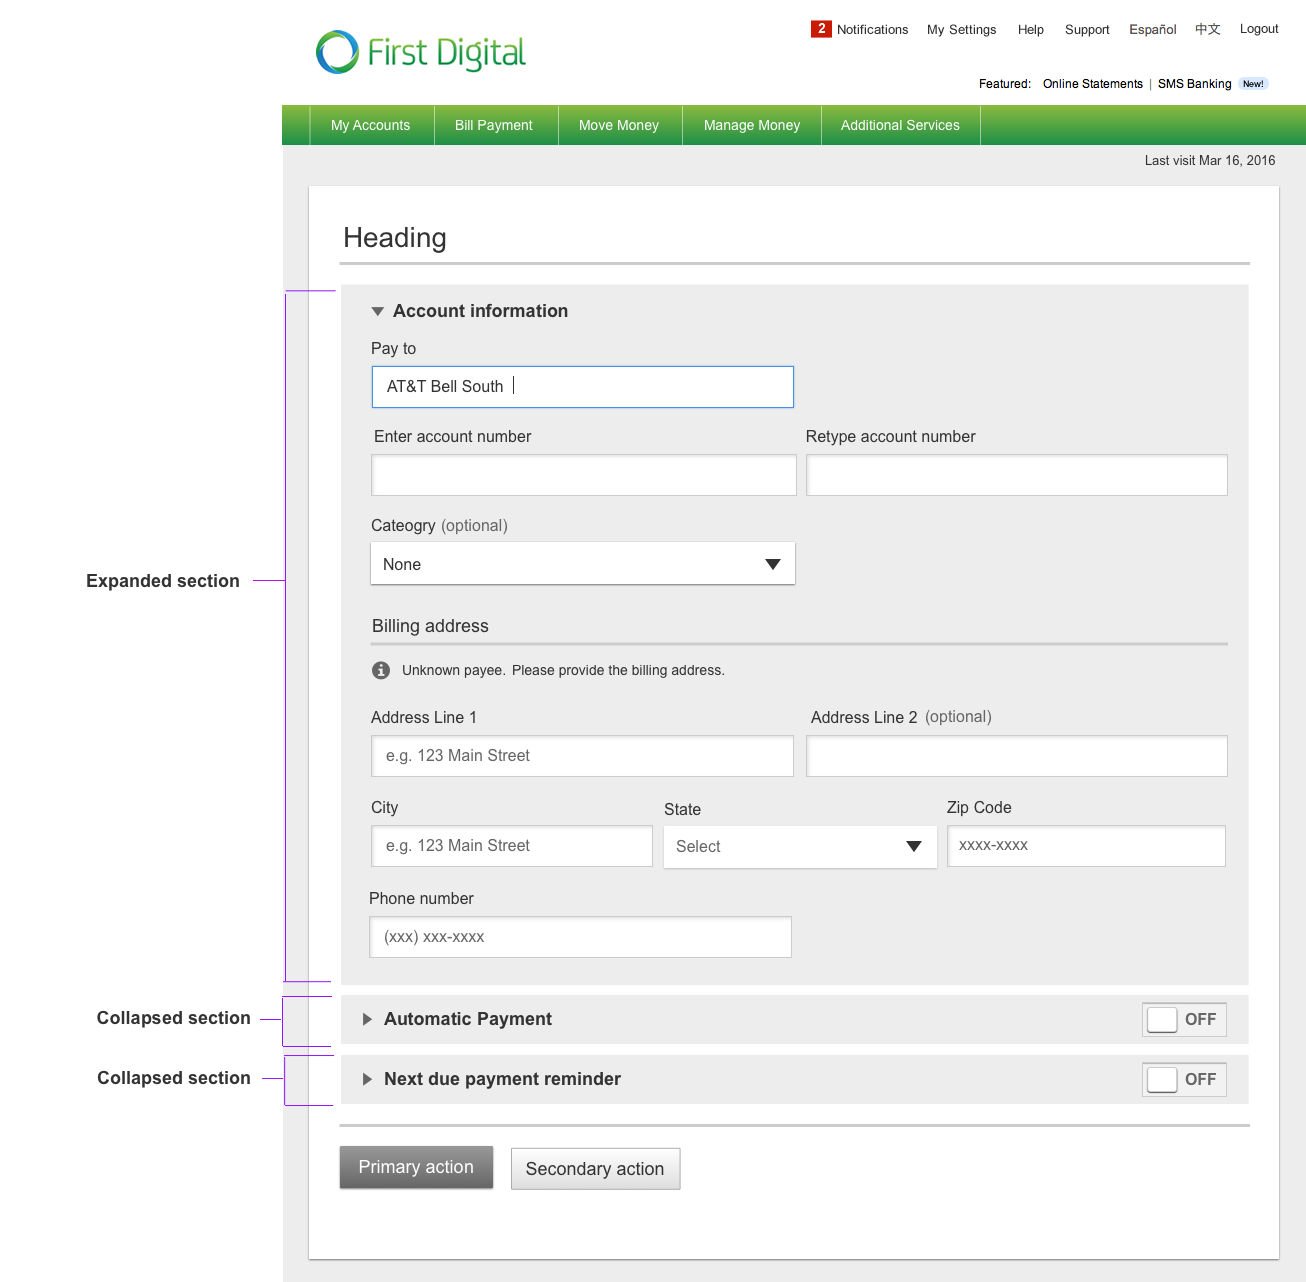 First Digital
2 Notifications My Settings Help Support Español 中文 Logout
Featured: Online Statements | SMS Banking New!
My Accounts Bill Payment Move Money Manage Money Additional Services
Last visit Mar 16, 2016
Heading
Account information
Pay to
AT&T Bell South
Enter account number Retype account number
Cateogry (optional)
None
Expanded section
Billing address
Unknown payee. Please provide the billing address.
Address Line 1 Address Line 2 (optional)
e.g. 123 Main Street
City State Zip Code
e.g. 123 Main Street Select xxxx-xxxx
Phone number
(xxx) xxx-xxxx
Collapsed section Automatic Payment OFF
Collapsed section Next due payment reminder OFF
Primary action Secondary action